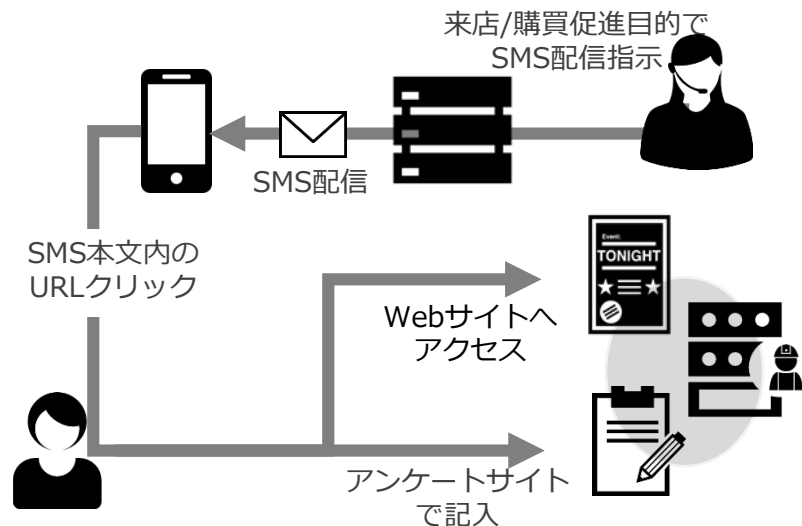 来店/購買促進目的で
SMS配信指示
SMS配信
SMS本文内の
URLクリック
Event:
TONIGHT
Webサイトへ
アクセス
アンケートサイト
で記入